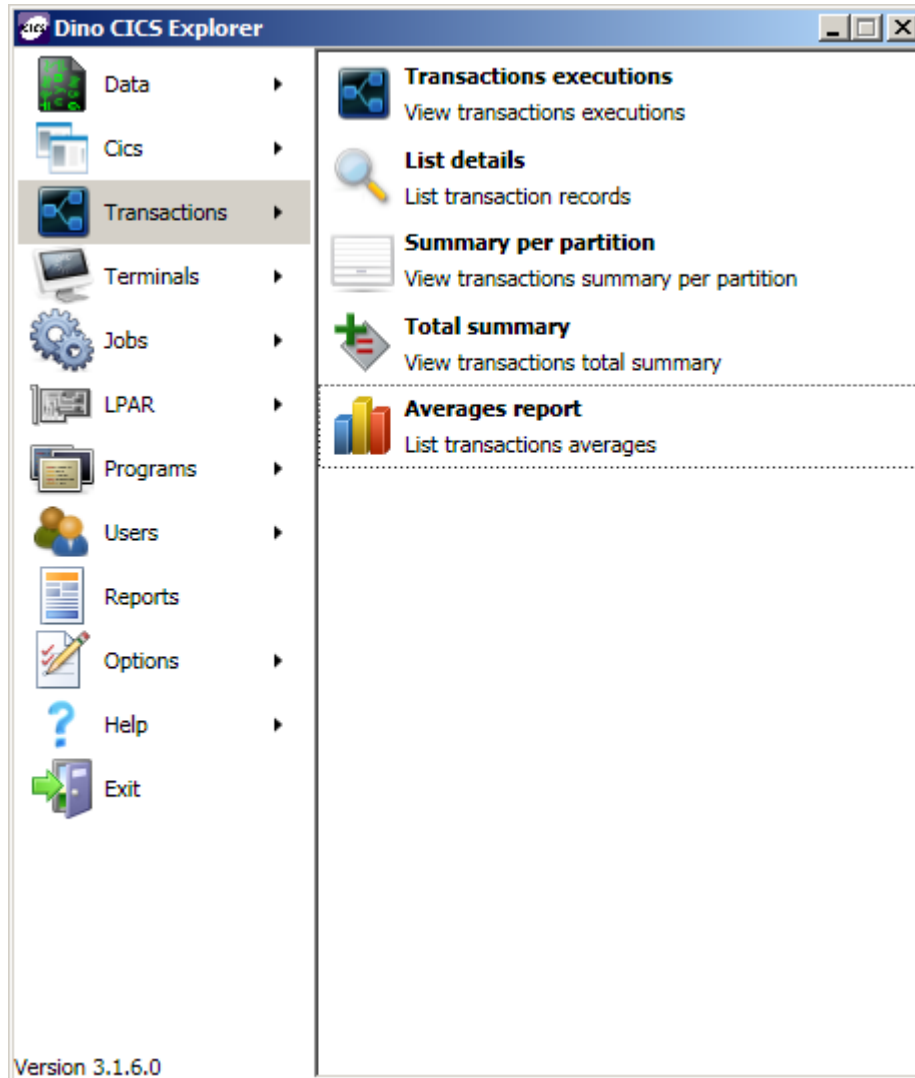 CICS Dino CICS Explorer
Data
Cics
Transactions
Terminals
Jobs
LPAR
Programs
Users
Reports
Options
Help
Exit
Version 3.1.6.0
Transactions executions
View transactions executions
List details
List transaction records
Summary per partition
View transactions summary per partition
Total summary
View transactions total summary
Averages report
List transactions averages